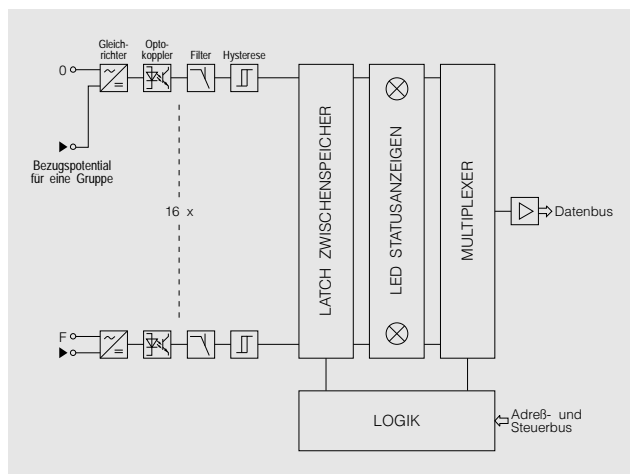 Gleich-
richter
Opto-
koppler
Filter
Hysterese
0
Bezugspotential
für eine Gruppe
16 x
LATCH ZWISCHENSPEICHER
LED STATUSANZEIGEN
MULTIPLEXER
Datenbus
F
LOGIK
Adreß- und
Steuerbus